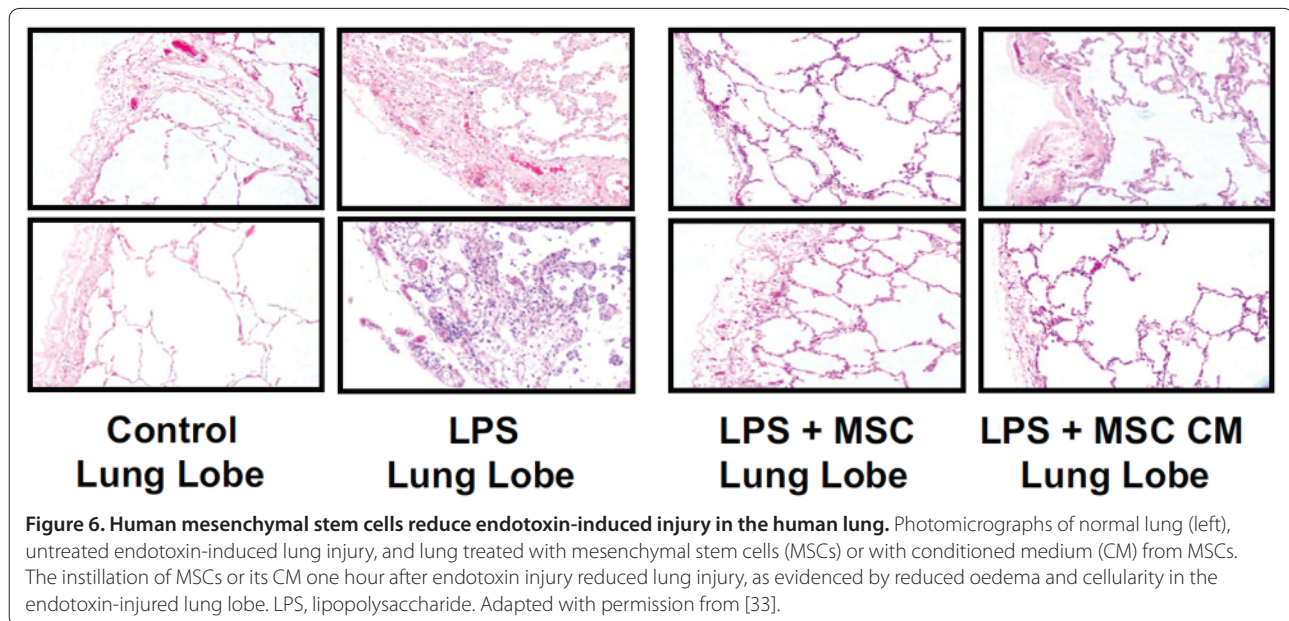 Control LPS LPS + MSC LPS + MSC CM
Lung Lobe Lung Lobe Lung Lobe Lung Lobe
Figure 6. Human mesenchymal stem cells reduce endotoxin-induced injury in the human lung. Photomicrographs of normal lung (left),
untreated endotoxin-induced lung injury, and lung treated with mesenchymal stem cells (MSCs) or with conditioned medium (CM) from MSCs.
The instillation of MSCs or its CM one hour after endotoxin injury reduced lung injury, as evidenced by reduced oedema and cellularity in the
endotoxin-injured lung lobe. LPS, lipopolysaccharide. Adapted with permission from [33].